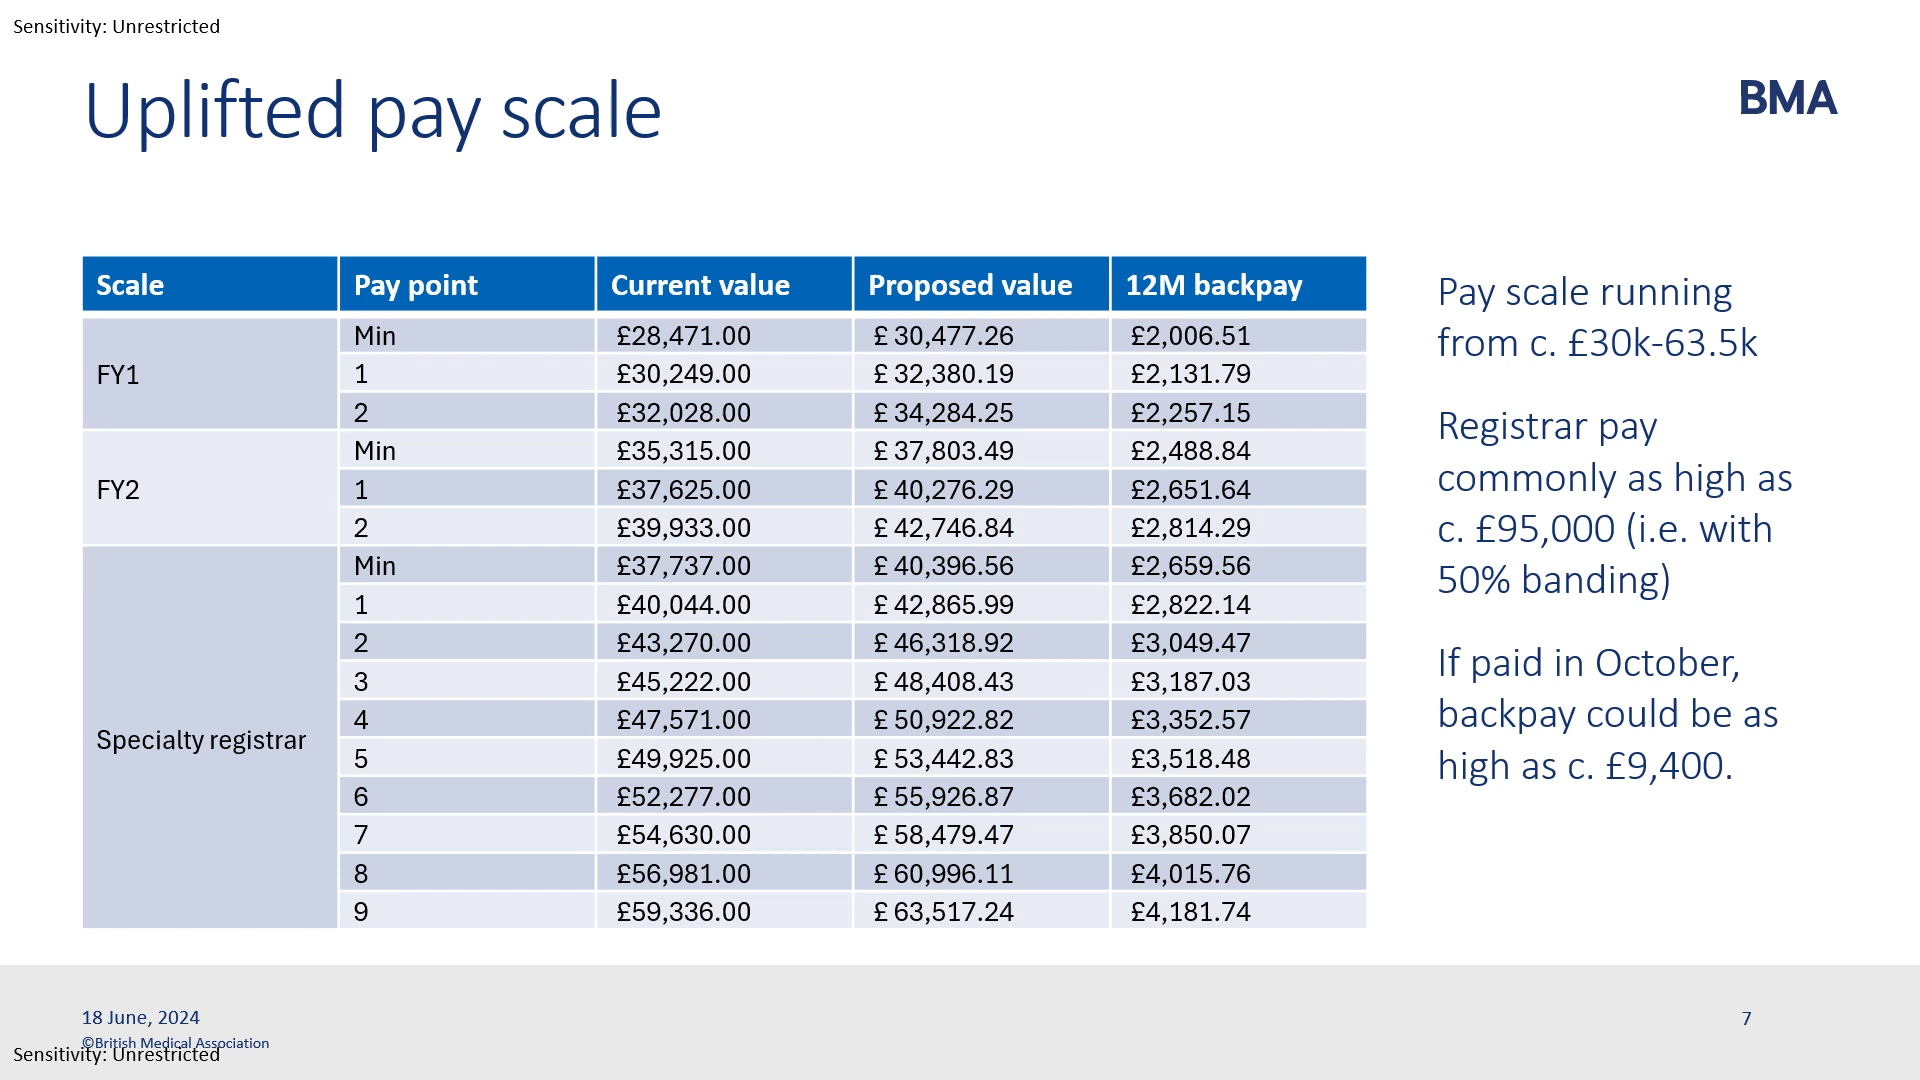 Sensitivity: Unrestricted
Uplifted pay scale
BMA
Scale Pay point Current value Proposed value 12M backpay
FY1
Min £28,471.00 £ 30,477.26 £2,006.51
1 £30,249.00 £ 32,380.19 £2,131.79
2 £32,028.00 £ 34,284.25 £2,257.15
FY2
Min £35,315.00 £ 37,803.49 £2,488.84
1 £37,625.00 £ 40,276.29 £2,651.64
2 £39,933.00 £ 42,746.84 £2,814.29
Specialty registrar
Min £37,737.00 £ 40,396.56 £2,659.56
1 £40,044.00 £ 42,865.99 £2,822.14
2 £43,270.00 £ 46,318.92 £3,049.47
3 £45,222.00 £ 48,408.43 £3,187.03
4 £47,571.00 £ 50,922.82 £3,352.57
5 £49,925.00 £ 53,442.83 £3,518.48
6 £52,277.00 £ 55,926.87 £3,682.02
7 £54,630.00 £ 58,479.47 £3,850.07
8 £56,981.00 £ 60,996.11 £4,015.76
9 £59,336.00 £ 63,517.24 £4,181.74
Pay scale running
from c. £30k-63.5k
Registrar pay
commonly as high as
c. £95,000 (i.e. with
50% banding)
If paid in October,
backpay could be as
high as c. £9,400.
18 June, 2024
7
©British Medical Association
Sensitivity: Unrestricted